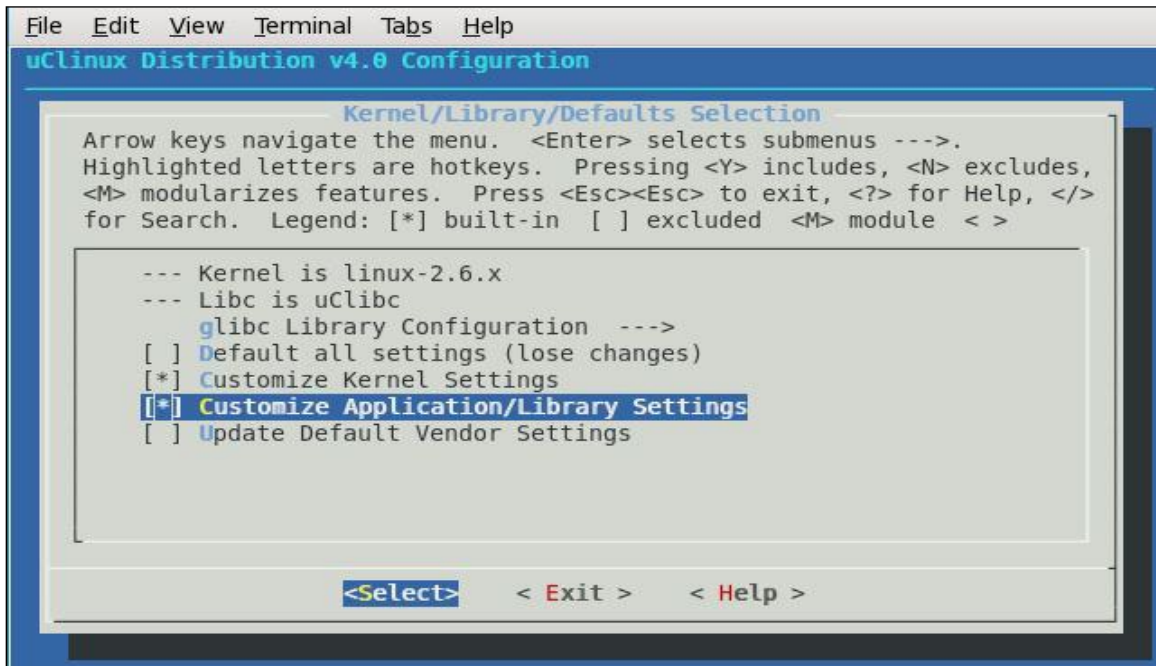 File Edit View Terminal Tabs Help
uClinux Distribution v4.0 Configuration
Kernel/Library/Defaults Selection
Arrow keys navigate the menu. <Enter> selects submenus --->.
Highlighted letters are hotkeys. Pressing <Y> includes, <N> excludes,
<M> modularizes features. Press <Esc><Esc> to exit, <?> for Help, </>
for Search. Legend: [*] built-in [ ] excluded <M> module < >
--- Kernel is linux-2.6.x
--- Libc is uClibc
glibc Library Configuration --->
[ ] Default all settings (lose changes)
[*] Customize Kernel Settings
[*] Customize Application/Library Settings
[ ] Update Default Vendor Settings
<Select> < Exit > < Help >